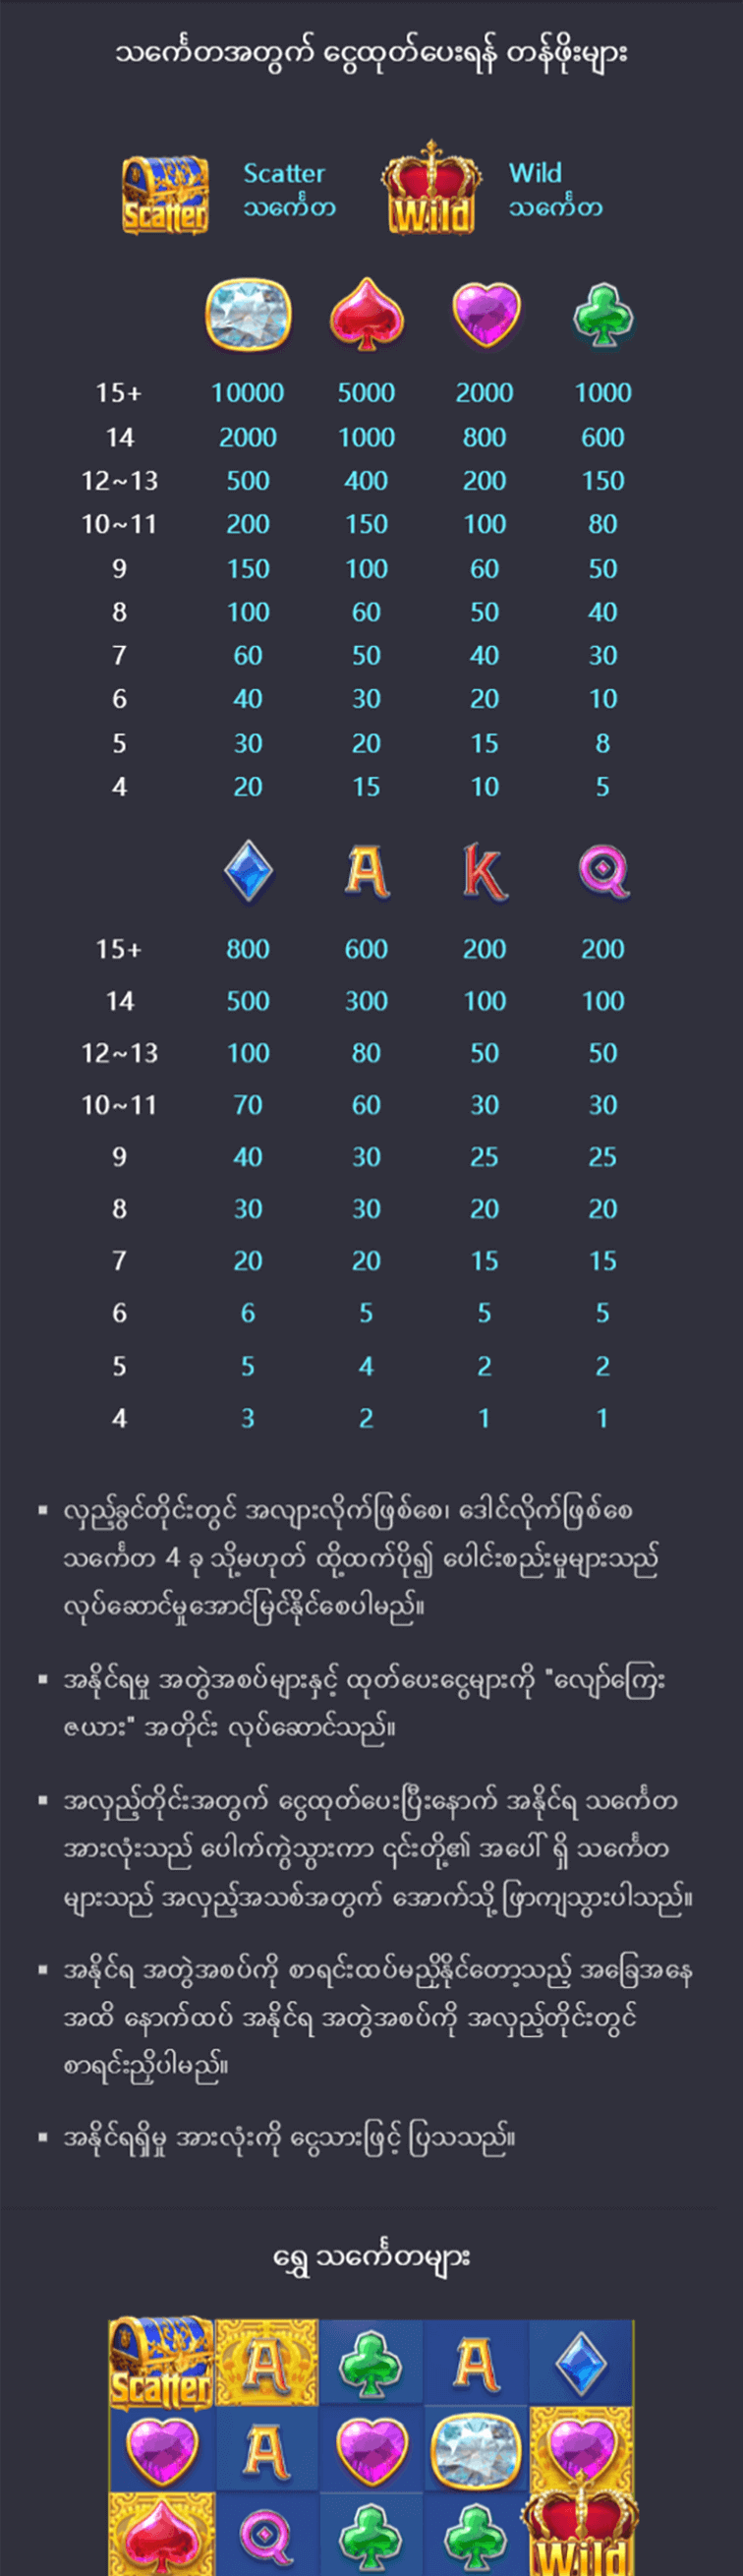 သင်္ကေတအတွက် ငွေထုတ်ပေးရန် တန်ဖိုးများ
Scatter Scatter Wild Wild
သင်္ကေတ သင်္ကေတ
15+ 10000 5000 2000 1000
14 2000 1000 800 600
12~13 500 400 200 150
10~11 200 150 100 80
9 150 100 60 50
8 100 60 50 40
7 60 50 40 30
6 40 30 20 10
5 30 20 15 8
4 20 15 10 5
A K Q
15+ 800 600 200 200
14 500 300 100 100
12~13 100 80 50 50
10~11 70 60 30 30
9 40 30 25 25
8 30 30 20 20
7 20 20 15 15
6 6 5 5 5
5 5 4 2 2
4 3 2 1 1
▪ လှည့်ခွင်တိုင်းတွင် အလျားလိုက်ဖြစ်စေ၊ ဒေါင်လိုက်ဖြစ်စေ
သင်္ကေတ 4 ခု သို့မဟုတ် ထို့ထက်ပို၍ ပေါင်းစည်းမှုများသည်
လုပ်ဆောင်မှုအောင်မြင်နိုင်စေပါမည်။
▪ အနိုင်ရမှု အတွဲအစပ်များနှင့် ထုတ်ပေးငွေများကို "လျော်ကြေး
ဇယား" အတိုင်း လုပ်ဆောင်သည်။
▪ အလှည့်တိုင်းအတွက် ငွေထုတ်ပေးပြီးနောက် အနိုင်ရ သင်္ကေတ
အားလုံးသည် ပေါက်ကွဲသွားကာ ၎င်းတို့၏ အပေါ် ရှိ သင်္ကေတ
များသည် အလှည့်အသစ်အတွက် အောက်သို့ ဖြာကျသွားပါသည်။
▪ အနိုင်ရ အတွဲအစပ်ကို စာရင်းထပ်မညှိနိုင်တော့သည့် အခြေအနေ
အထိ နောက်ထပ် အနိုင်ရ အတွဲအစပ်ကို အလှည့်တိုင်းတွင်
စာရင်းညှိပါမည်။
▪ အနိုင်ရရှိမှု အားလုံးကို ငွေသားဖြင့် ပြသသည်။
ရွှေ သင်္ကေတများ
Scatter A A
A
Q Wild